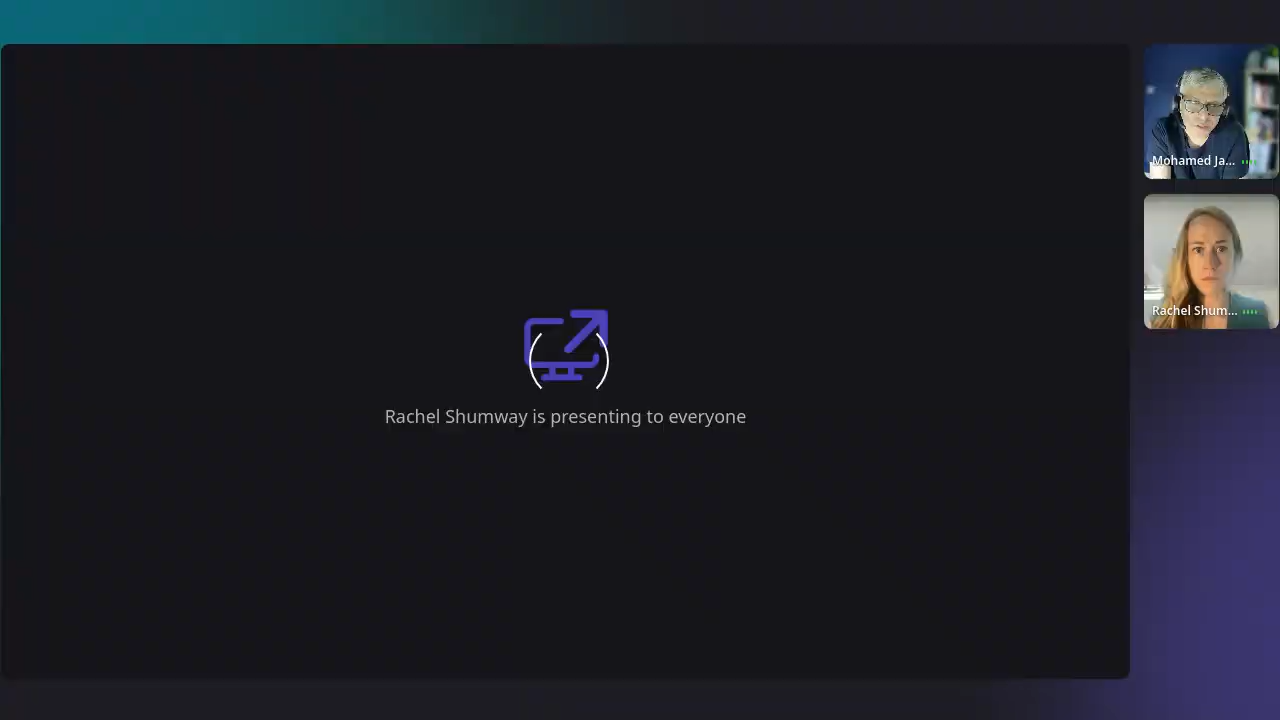 Mohamed Ja...
Rachel Shum...
Rachel Shumway is presenting to everyone